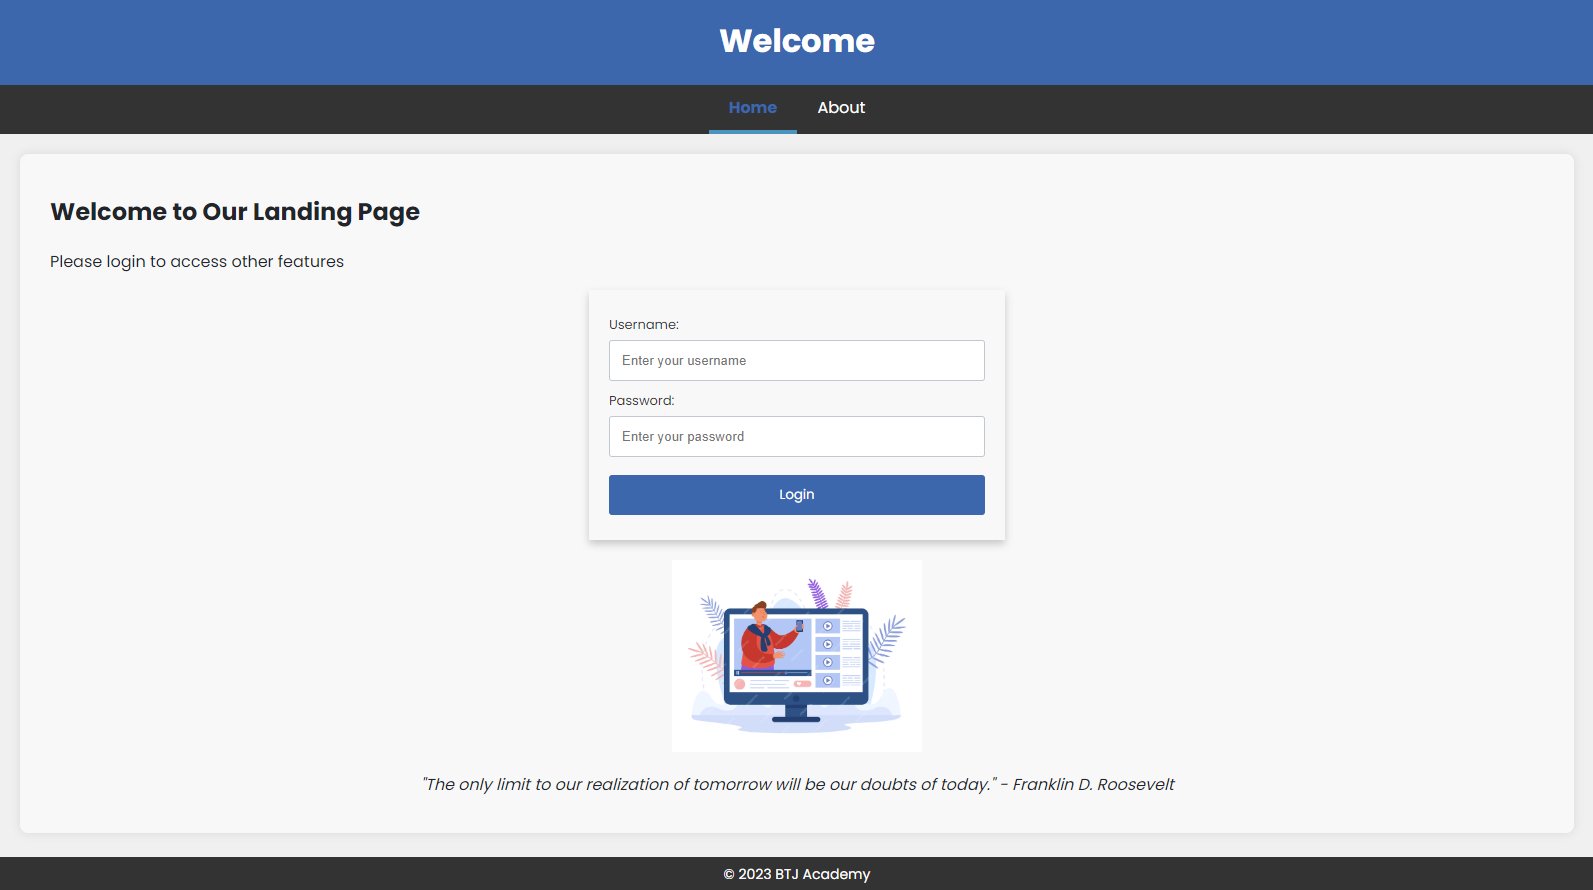 Welcome
Home About
Welcome to Our Landing Page
Please login to access other features
Username:
Enter your username
Password:
Enter your password
Login
"The only limit to our realization of tomorrow will be our doubts of today." - Franklin D. Roosevelt
© 2023 BTJ Academy